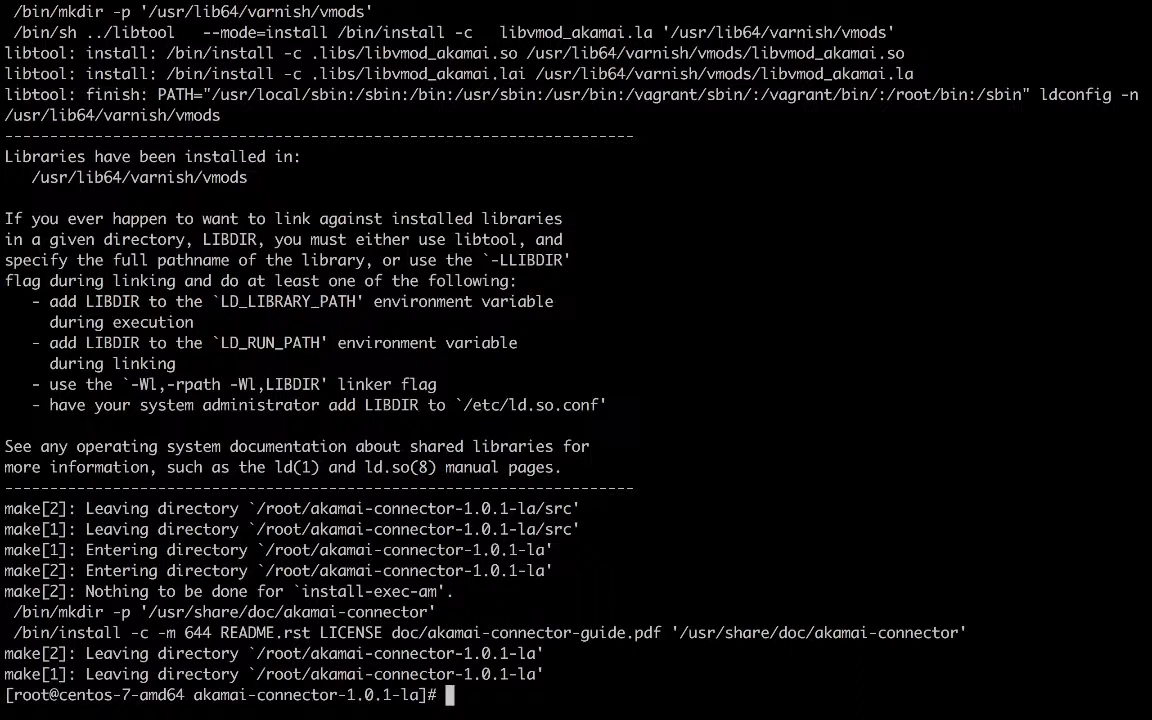 /bin/mkdir -p '/usr/lib64/varnish/vmods'
/bin/sh ../libtool   --mode=install /bin/install -c   libvmod_akamai.la '/usr/lib64/varnish/vmods'
libtool: install: /bin/install -c .libs/libvmod_akamai.so /usr/lib64/varnish/vmods/libvmod_akamai.so
libtool: install: /bin/install -c .libs/libvmod_akamai.lai /usr/lib64/varnish/vmods/libvmod_akamai.la
libtool: finish: PATH="/usr/local/sbin:/sbin:/bin:/usr/sbin:/usr/bin:/vagrant/sbin/:/vagrant/bin/:/root/bin:/sbin" ldconfig -n
/usr/lib64/varnish/vmods
----------------------------------------------------------------------
Libraries have been installed in:
   /usr/lib64/varnish/vmods

If you ever happen to want to link against installed libraries
in a given directory, LIBDIR, you must either use libtool, and
specify the full pathname of the library, or use the `-LLIBDIR'
flag during linking and do at least one of the following:
   - add LIBDIR to the `LD_LIBRARY_PATH' environment variable
     during execution
   - add LIBDIR to the `LD_RUN_PATH' environment variable
     during linking
   - use the `-Wl,-rpath -Wl,LIBDIR' linker flag
   - have your system administrator add LIBDIR to `/etc/ld.so.conf'

See any operating system documentation about shared libraries for
more information, such as the ld(1) and ld.so(8) manual pages.
----------------------------------------------------------------------
make[2]: Leaving directory `/root/akamai-connector-1.0.1-la/src'
make[1]: Leaving directory `/root/akamai-connector-1.0.1-la/src'
make[1]: Entering directory `/root/akamai-connector-1.0.1-la'
make[2]: Entering directory `/root/akamai-connector-1.0.1-la'
make[2]: Nothing to be done for `install-exec-am'.
 /bin/mkdir -p '/usr/share/doc/akamai-connector'
 /bin/install -c -m 644 README.rst LICENSE doc/akamai-connector-guide.pdf '/usr/share/doc/akamai-connector'
make[2]: Leaving directory `/root/akamai-connector-1.0.1-la'
make[1]: Leaving directory `/root/akamai-connector-1.0.1-la'
[root@centos-7-amd64 akamai-connector-1.0.1-la]#